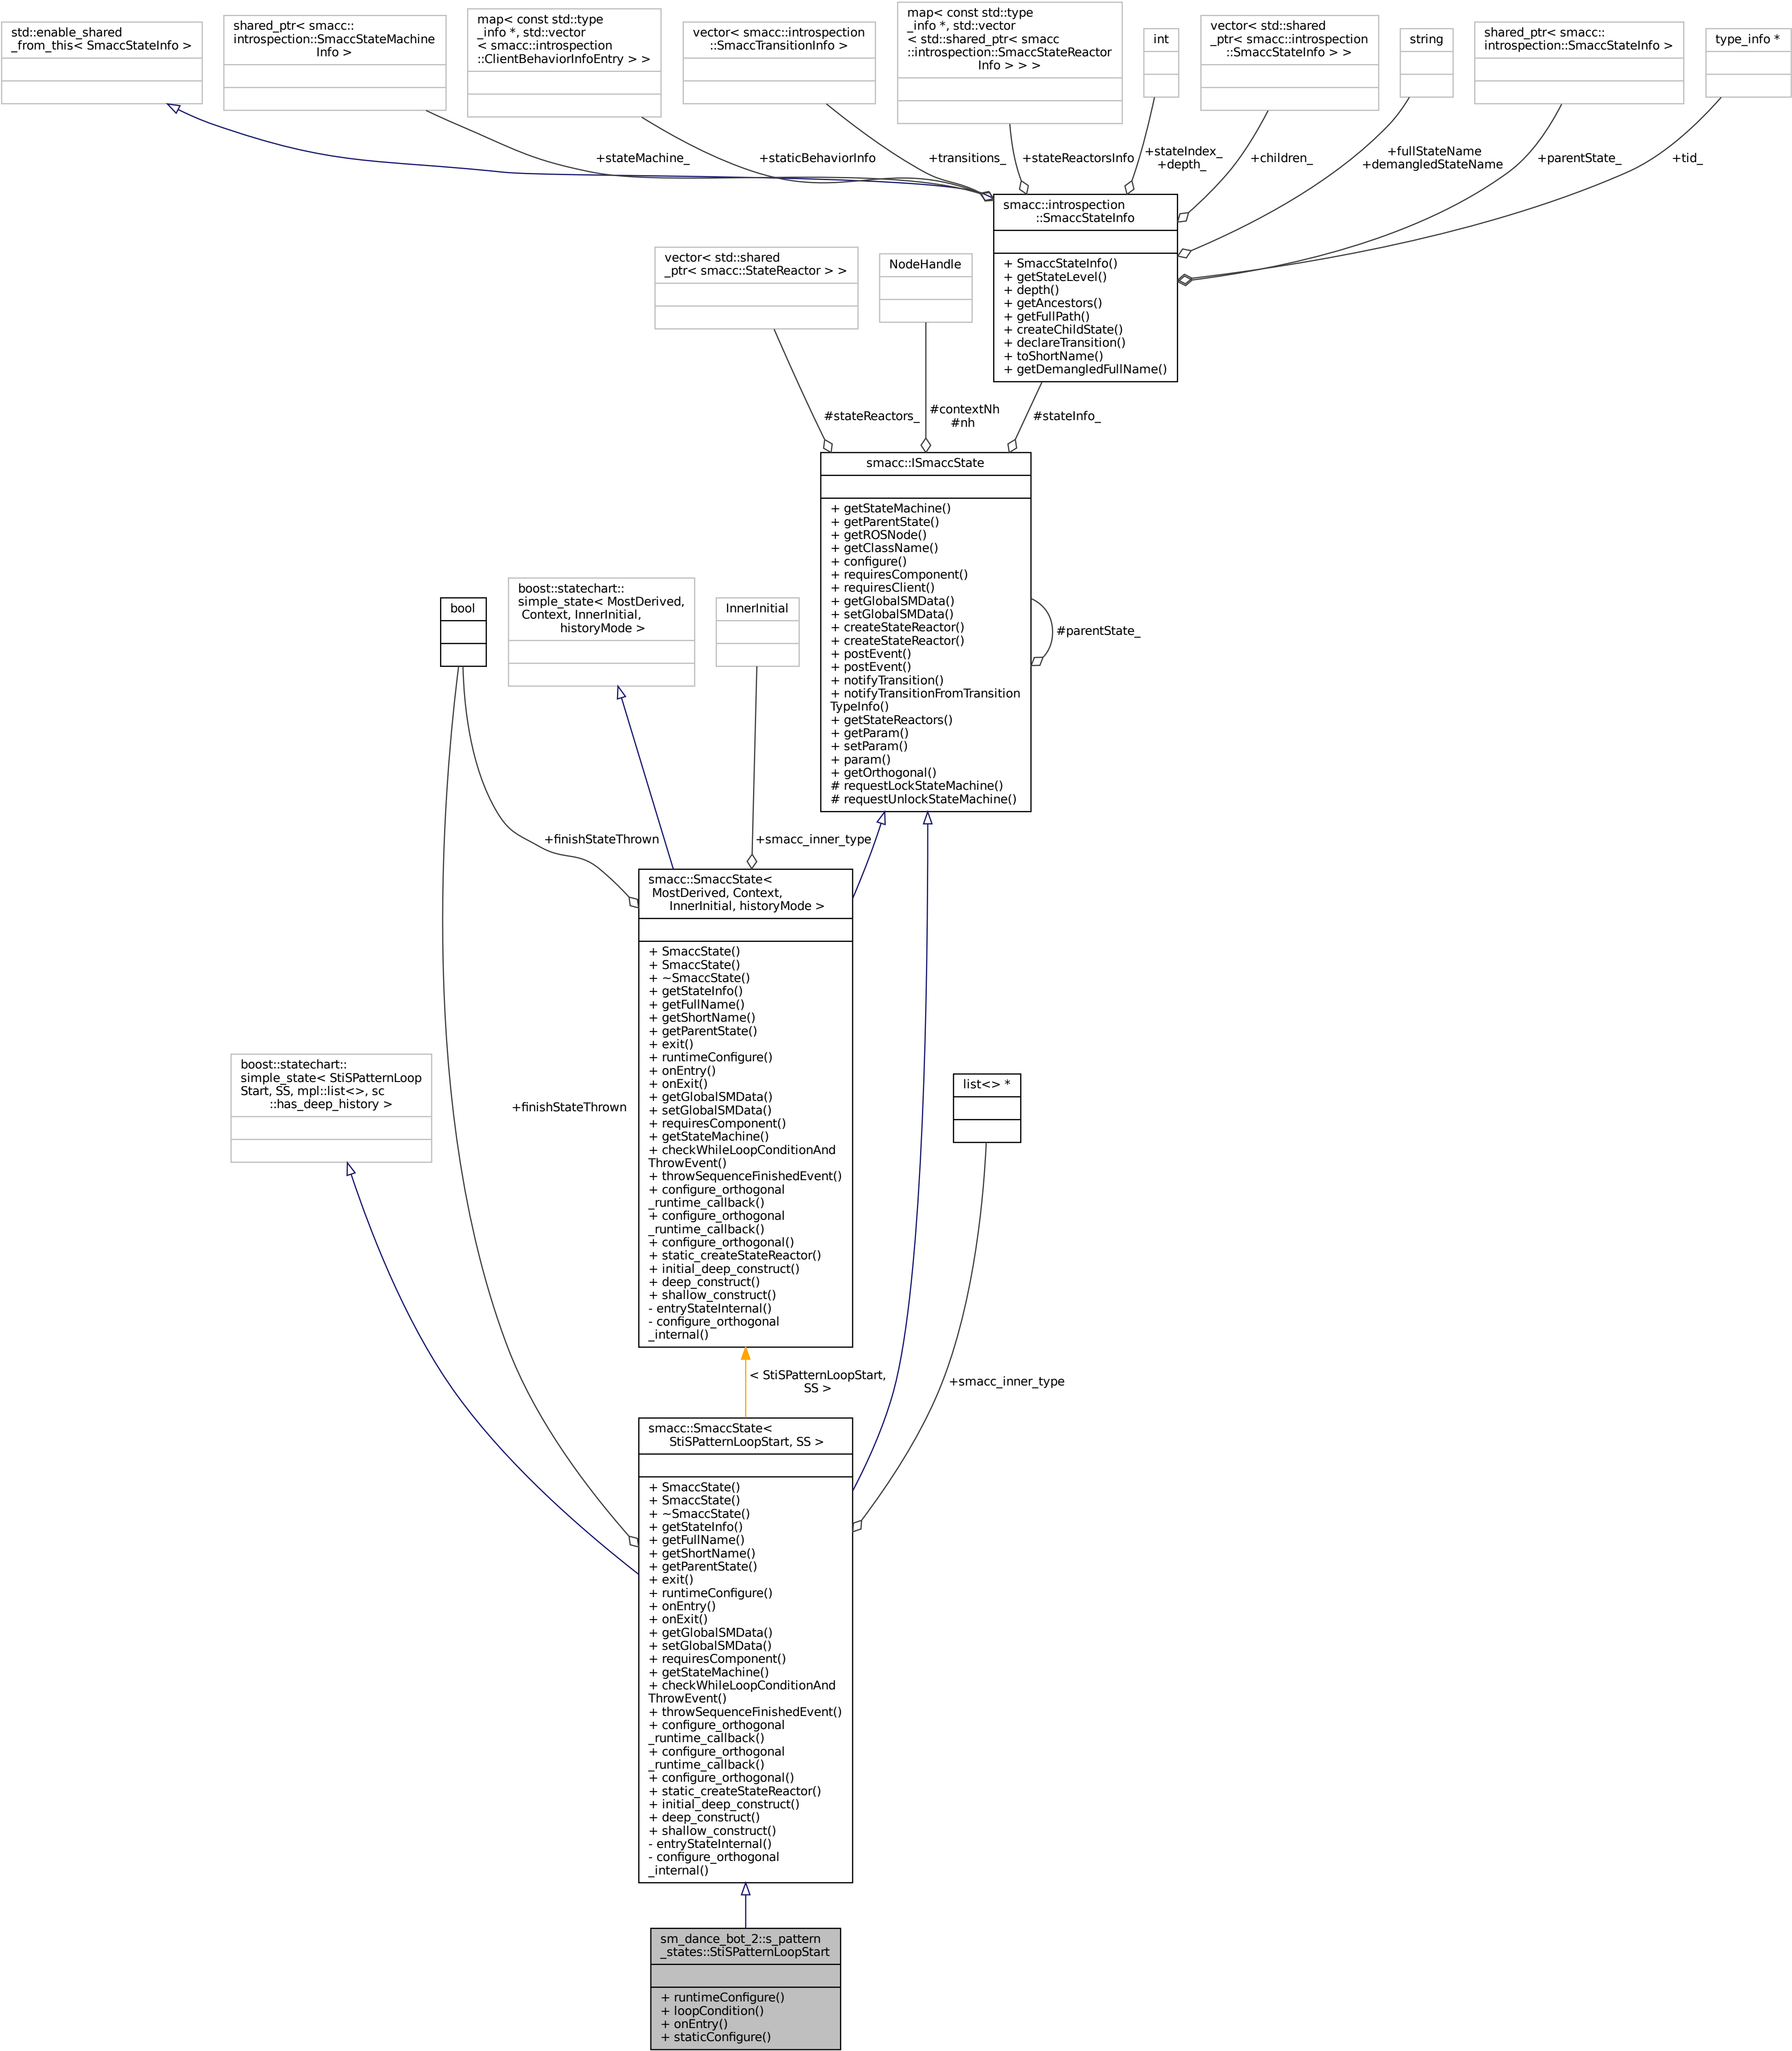 std::enable_shared
_from_this< SmaccStateInfo >
shared_ptr< smacc::
introspection::SmaccStateMachine
Info >
map< const std::type
_info *, std::vector
< smacc::introspection
::ClientBehaviorInfoEntry > >
vector< smacc::introspection
::SmaccTransitionInfo >
map< const std::type
_info *, std::vector
< std::shared_ptr< smacc
::introspection::SmaccStateReactor
Info > > >
int
vector< std::shared
_ptr< smacc::introspection
::SmaccStateInfo > >
string
shared_ptr< smacc::
introspection::SmaccStateInfo >
type_info *
+stateMachine_
+staticBehaviorInfo
+transitions_
+stateReactorsInfo
+stateIndex_
+depth_
+children_
+fullStateName
+demangledStateName
+parentState_
+tid_
smacc::introspection
::SmaccStateInfo
+ SmaccStateInfo()
+ getStateLevel()
+ depth()
+ getAncestors()
+ getFullPath()
+ createChildState()
+ declareTransition()
+ toShortName()
+ getDemangledFullName()
vector< std::shared
_ptr< smacc::StateReactor > >
NodeHandle
#stateReactors_
#contextNh
#nh
#stateInfo_
smacc::ISmaccState
+ getStateMachine()
+ getParentState()
+ getROSNode()
+ getClassName()
+ configure()
+ requiresComponent()
+ requiresClient()
+ getGlobalSMData()
+ setGlobalSMData()
+ createStateReactor()
+ createStateReactor()
+ postEvent()
+ postEvent()
+ notifyTransition()
+ notifyTransitionFromTransition
TypeInfo()
+ getStateReactors()
+ getParam()
+ setParam()
+ param()
+ getOrthogonal()
# requestLockStateMachine()
# requestUnlockStateMachine()
#parentState_
bool
boost::statechart::
simple_state< MostDerived,
Context, InnerInitial,
historyMode >
InnerInitial
+finishStateThrown
+smacc_inner_type
smacc::SmaccState<
MostDerived, Context,
InnerInitial, historyMode >
+ SmaccState()
+ SmaccState()
+ ~SmaccState()
+ getStateInfo()
+ getFullName()
+ getShortName()
+ getParentState()
+ exit()
+ runtimeConfigure()
+ onEntry()
+ onExit()
+ getGlobalSMData()
+ setGlobalSMData()
+ requiresComponent()
+ getStateMachine()
+ checkWhileLoopConditionAnd
ThrowEvent()
+ throwSequenceFinishedEvent()
+ configure_orthogonal
_runtime_callback()
+ configure_orthogonal
_runtime_callback()
+ configure_orthogonal()
+ static_createStateReactor()
+ initial_deep_construct()
+ deep_construct()
+ shallow_construct()
- entryStateInternal()
- configure_orthogonal
_internal()
boost::statechart::
simple_state< StiSPatternLoop
Start, SS, mpl::list<>, sc
::has_deep_history >
+finishStateThrown
list<> *
< StiSPatternLoopStart,
SS >
+smacc_inner_type
smacc::SmaccState<
StiSPatternLoopStart, SS >
+ SmaccState()
+ SmaccState()
+ ~SmaccState()
+ getStateInfo()
+ getFullName()
+ getShortName()
+ getParentState()
+ exit()
+ runtimeConfigure()
+ onEntry()
+ onExit()
+ getGlobalSMData()
+ setGlobalSMData()
+ requiresComponent()
+ getStateMachine()
+ checkWhileLoopConditionAnd
ThrowEvent()
+ throwSequenceFinishedEvent()
+ configure_orthogonal
_runtime_callback()
+ configure_orthogonal
_runtime_callback()
+ configure_orthogonal()
+ static_createStateReactor()
+ initial_deep_construct()
+ deep_construct()
+ shallow_construct()
- entryStateInternal()
- configure_orthogonal
_internal()
sm_dance_bot_2::s_pattern
_states::StiSPatternLoopStart
+ runtimeConfigure()
+ loopCondition()
+ onEntry()
+ staticConfigure()